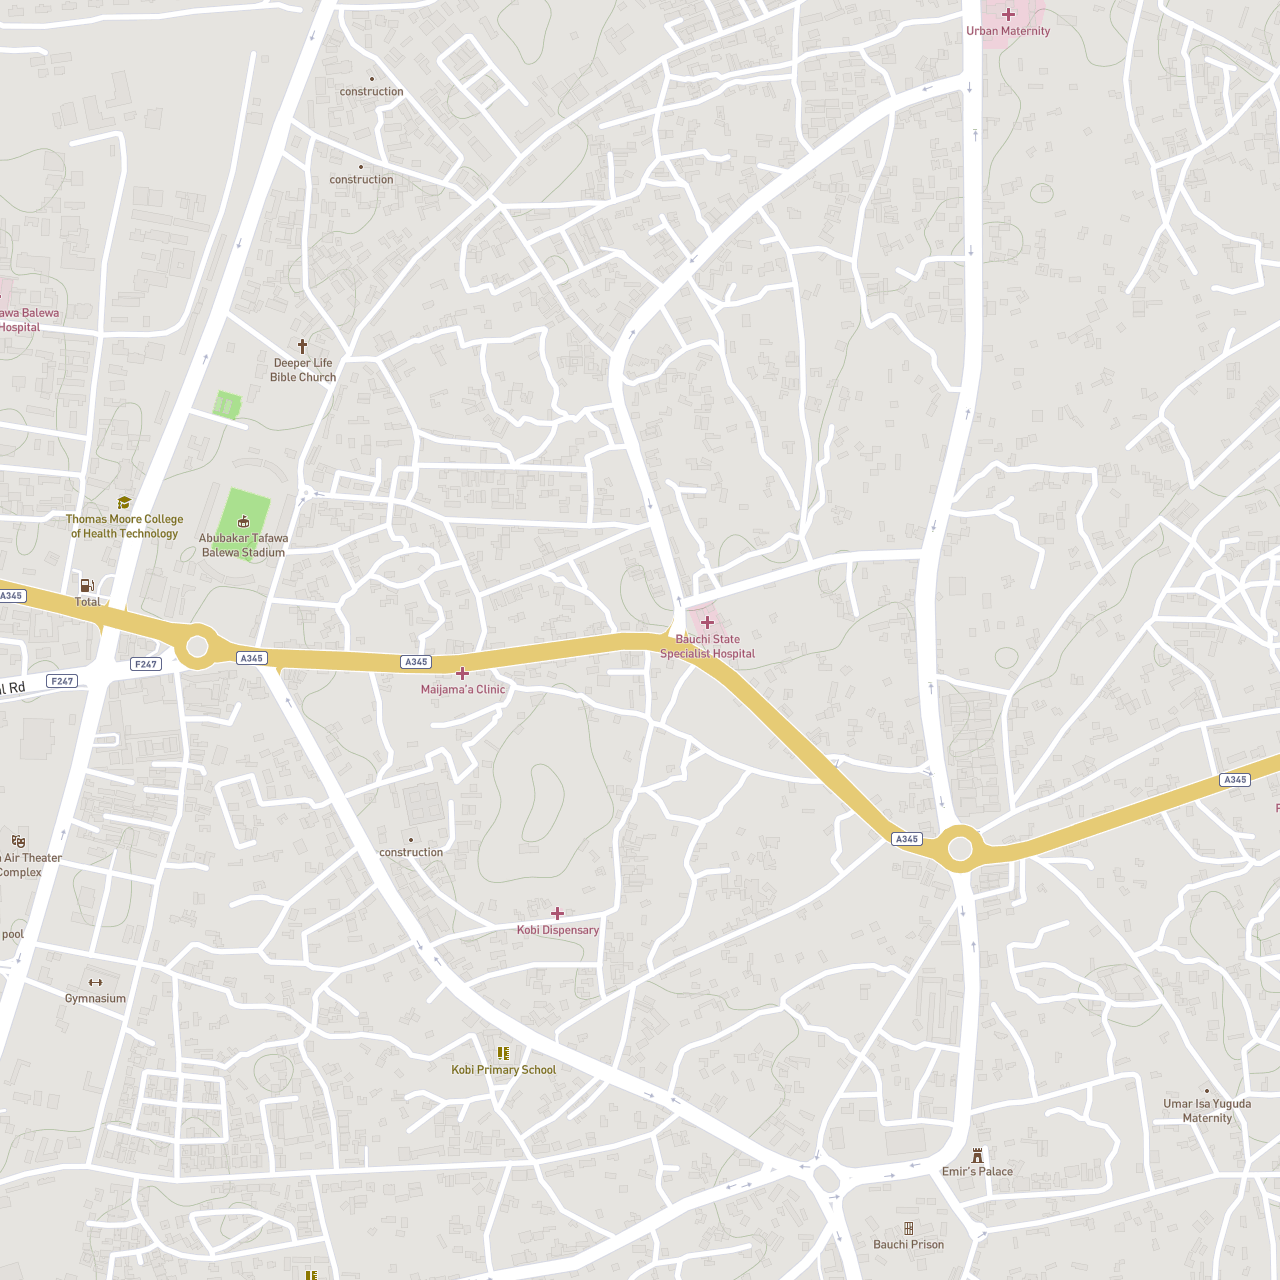 Urban Maternity
construction
construction
awa Balewa
Hospital
Deeper Life
Bible Church
Thomas Moore College
of Health Technology
Abubakar Tafawa
Balewa Stadium
A345
Total
Bauchi State
Specialist Hospital
A345
A345
F247
F247
Rd
Maijama'a Clinic
A345
A345
construction
Air Theater
Complex
Kobi Dispensary
pool
Gymnasium
Kobi Primary School
Umar Isa Yuguda
Maternity
Emir's Palace
Bauchi Prison